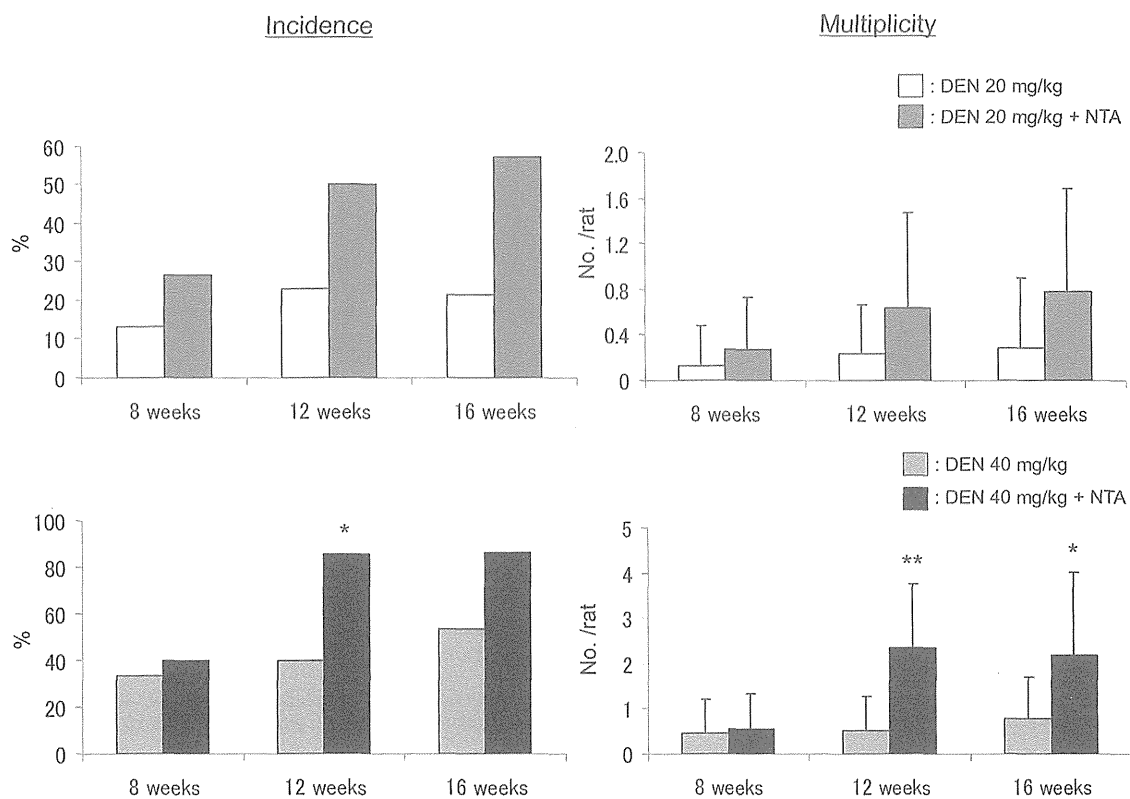 Incidence
Multiplicity
: DEN 20 mg/kg
: DEN 20 mg/kg + NTA
60
50
40
30
20
10
0
%
8 weeks
12 weeks
16 weeks
2.0
1.6
1.2
0.8
0.4
0
No. /rat
8 weeks
12 weeks
16 weeks
: DEN 40 mg/kg
: DEN 40 mg/kg + NTA
100
80
60
40
20
0
%
*
8 weeks
12 weeks
16 weeks
5
4
3
2
1
0
No. /rat
**
*
8 weeks
12 weeks
16 weeks